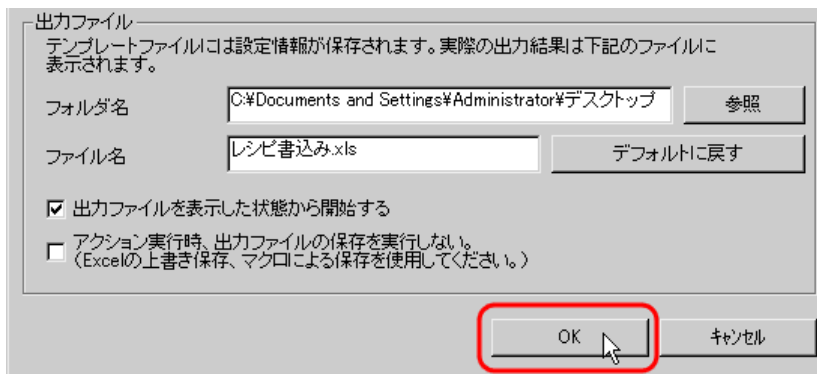 出力ファイル
テンプレートファイルには設定情報が保存されます。実際の出力結果は下記のファイルに
表示されます。
フォルダ名 C:¥Documents and Settings¥Administrator¥デスクトップ 参照
ファイル名 レシピ書込み.xls デフォルトに戻す
出力ファイルを表示した状態から開始する
アクション実行時、出力ファイルの保存を実行しない。
（Excelの上書き保存、マクロによる保存を使用してください。）
OK キャンセル